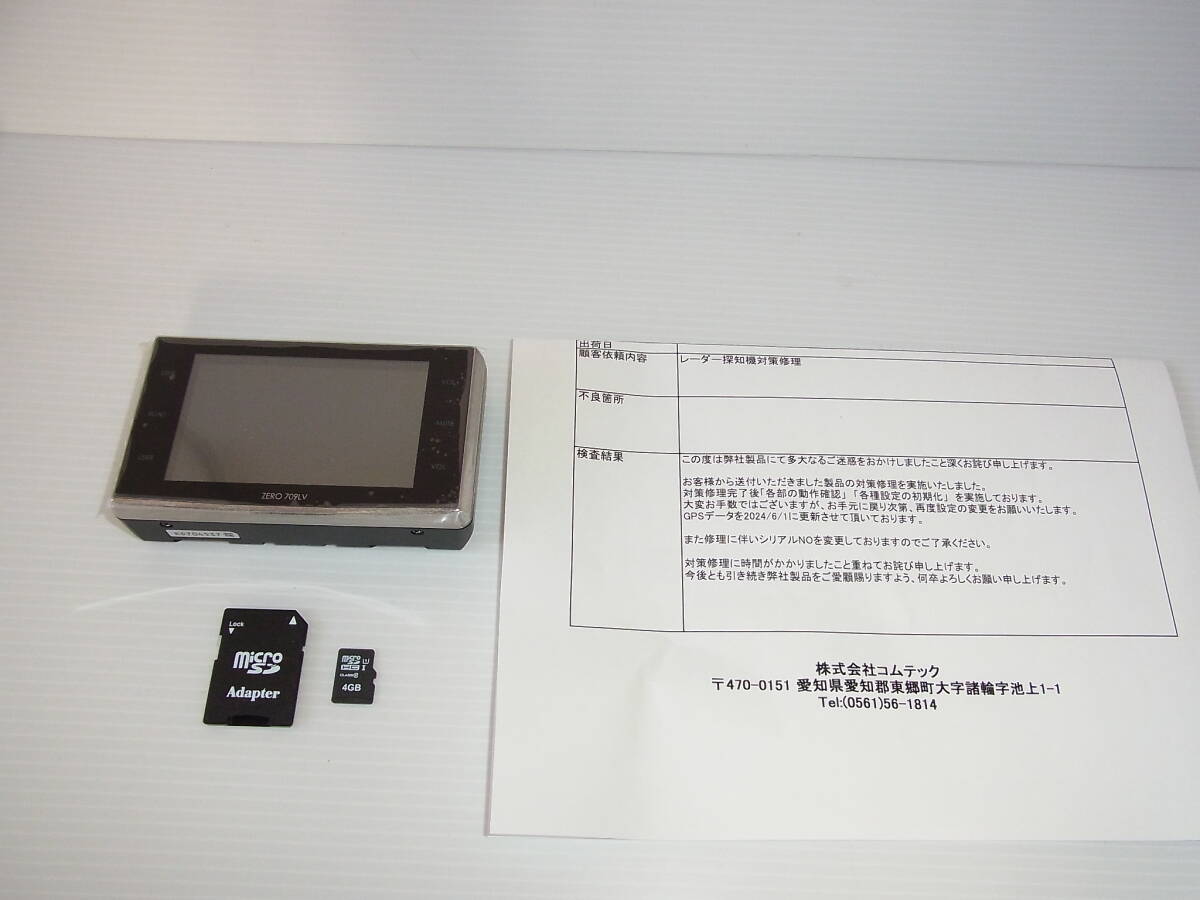 VOL+
MUTE
VOL-
ZERO 709LV
Lock
micro
SD
Adapter
micro
SD
HC I
CLASS10
4GB
出荷日
顧客依頼内容
レーダー探知機対策修理
不良箇所
検査結果
この度は弊社製品にて多大なるご迷惑をおかけしましたこと深くお詫び申し上げます。
お客様から送付いただきました製品の対策修理を実施いたしました。
対策修理完了後「各部の動作確認」「各種設定の初期化」を実施しております。
大変お手数ではございますが、お手元に戻り次第、再度設定の変更をお願いいたします。
GPSデータを2024/6/1に更新させて頂いております。
また修理に伴いシリアルNOを変更しておりますのでご了承ください。
対策修理に時間がかかりましたこと重ねてお詫び申し上げます。
今後とも引き続き弊社製品をご愛顧賜りますよう、何卒よろしくお願い申し上げます。
株式会社コムテック
〒470-0151 愛知県愛知郡東郷町大字諸輪字池上1-1
Tel:(0561)56-1814